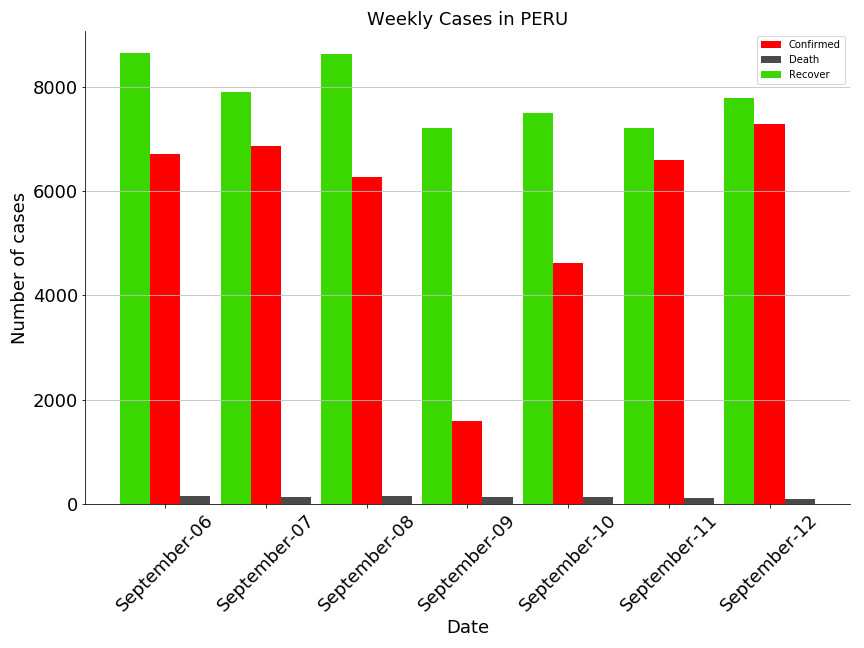 Weekly Cases in PERU
Confirmed
Death
Recover
Number of cases
8000
6000
4000
2000
0
September-06
September-07
September-08
September-09
September-10
September-11
September-12
Date